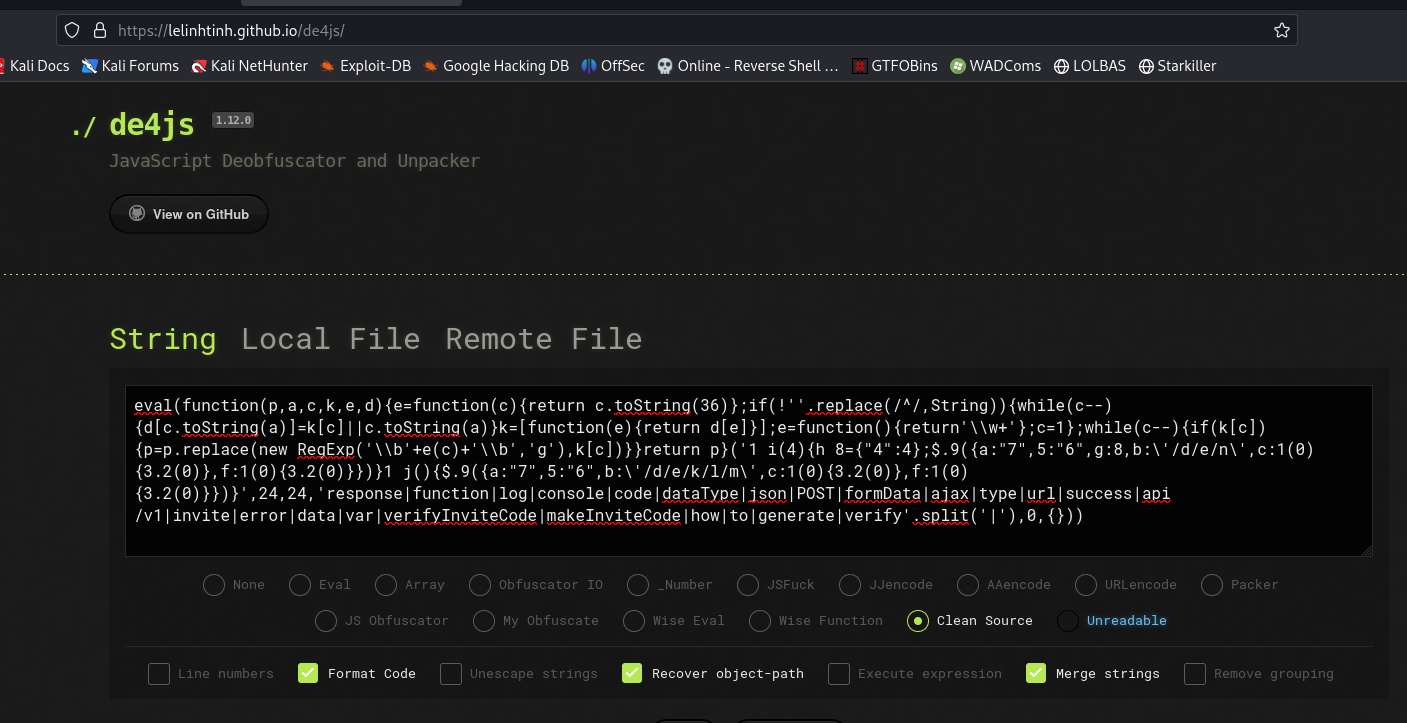 https://lelinhtinh.github.io/de4js/
Kali Docs Kali Forums Kali NetHunter Exploit-DB Google Hacking DB OffSec Online - Reverse Shell … GTFOBins WADComs LOLBAS Starkiller
./ de4js 1.12.0
JavaScript Deobfuscator and Unpacker
View on GitHub
String Local File Remote File
eval(function(p,a,c,k,e,d){e=function(c){return c.toString(36)};if(!''.replace(/^/,String)){while(c--)
{d[c.toString(a)]=k[c]||c.toString(a)}k=[function(e){return d[e]}];e=function(){return'\\w+'};c=1};while(c--){if(k[c])
{p=p.replace(new RegExp('\\b'+e(c)+'\\b','g'),k[c])}}return p}('1 i(4){h 8={"4":4};$.9({a:"7",5:"6",g:8,b:\'/d/e/n\',c:1(0)
{3.2(0)},f:1(0){3.2(0)}})}1 j(){$.9({a:"7",5:"6",b:\'/d/e/k/l/m\',c:1(0){3.2(0)},f:1(0)
{3.2(0)}})}',24,24,'response|function|log|console|code|dataType|json|POST|formData|ajax|type|url|success|api
/v1|invite|error|data|var|verifyInviteCode|makeInviteCode|how|to|generate|verify'.split('|'),0,{}))
None Eval Array Obfuscator IO _Number JSFuck JJencode AAencode URLencode Packer
JS Obfuscator My Obfuscate Wise Eval Wise Function Clean Source Unreadable
Line numbers Format Code Unescape strings Recover object-path Execute expression Merge strings Remove grouping